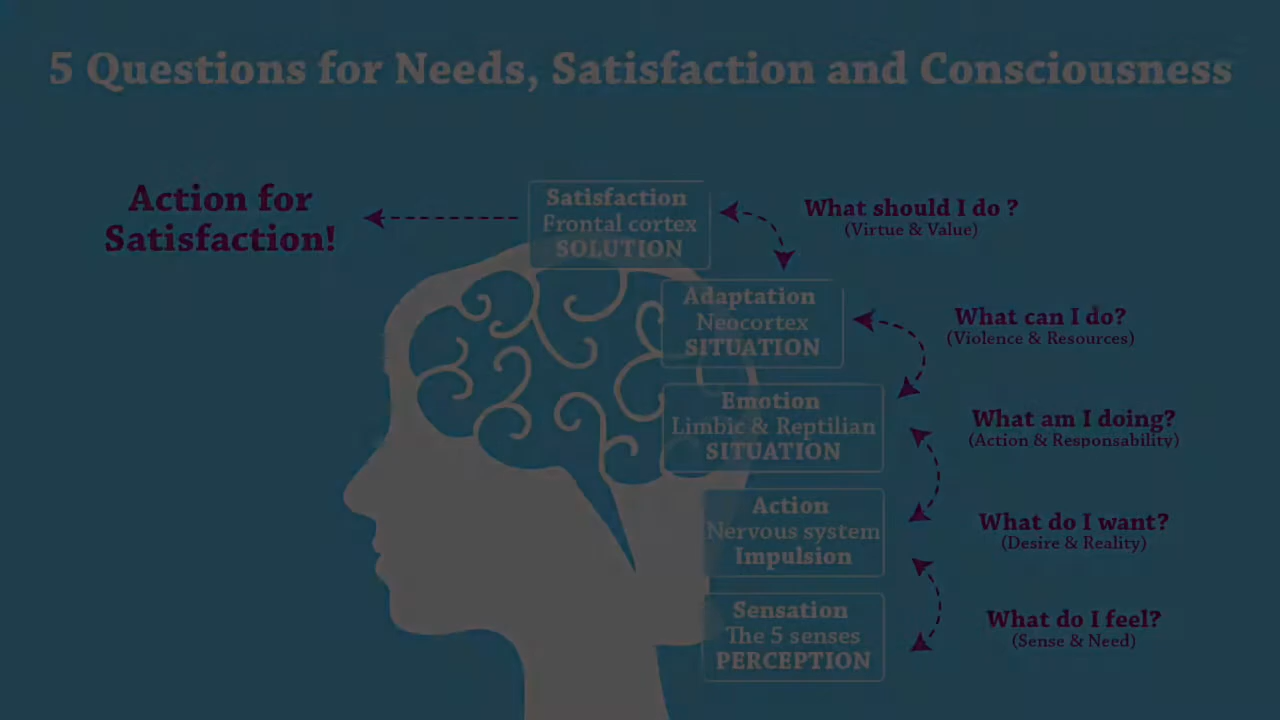 5 Questions for Needs, Satisfaction and Consciousness
Action for
Satisfaction!
Satisfaction
Frontal cortex
SOLUTION
What should I do ?
(Virtue & Value)
Adaptation
Neocortex
SITUATION
What can I do?
(Violence & Resources)
Emotion
Limbic & Reptilian
SITUATION
What am I doing?
(Action & Responsability)
Action
Nervous system
Impulsion
What do I want?
(Desire & Reality)
Sensation
The 5 senses
PERCEPTION
What do I feel?
(Sense & Need)